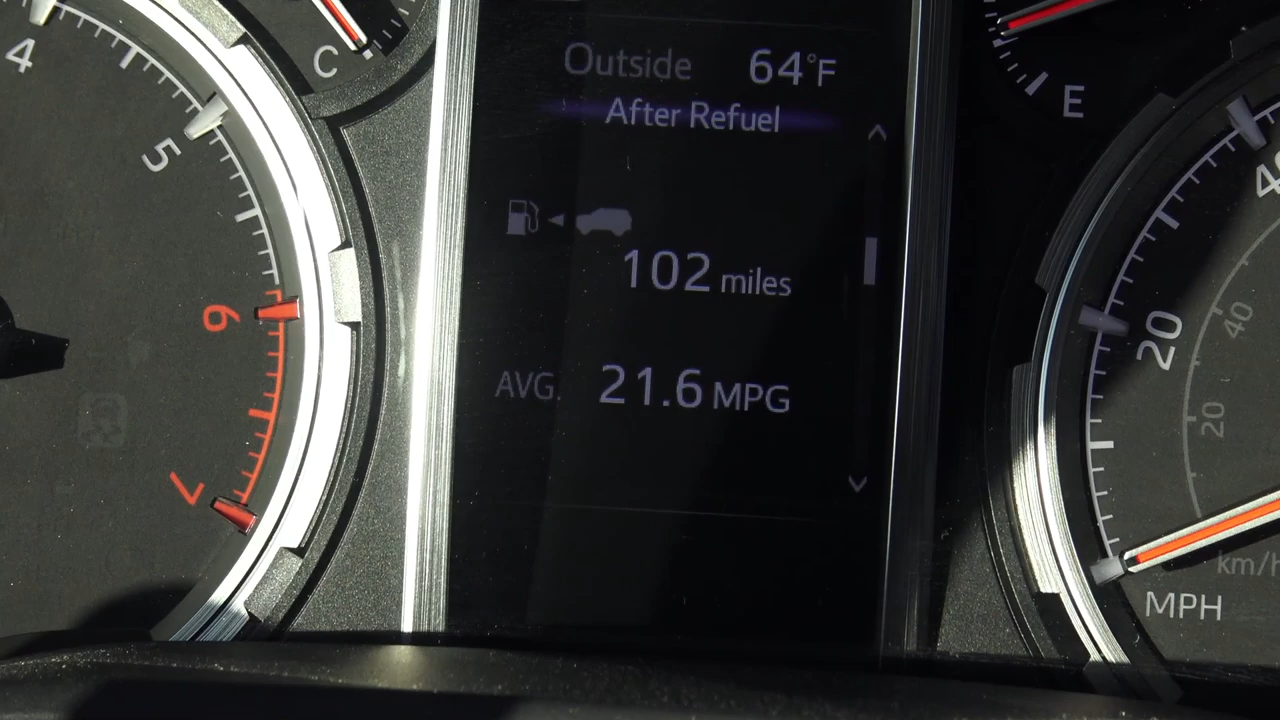 4
5
6
7
C
Outside 64°F
After Refuel
102 miles
AVG. 21.6 MPG
E
40
20
40
20
km/h
MPH